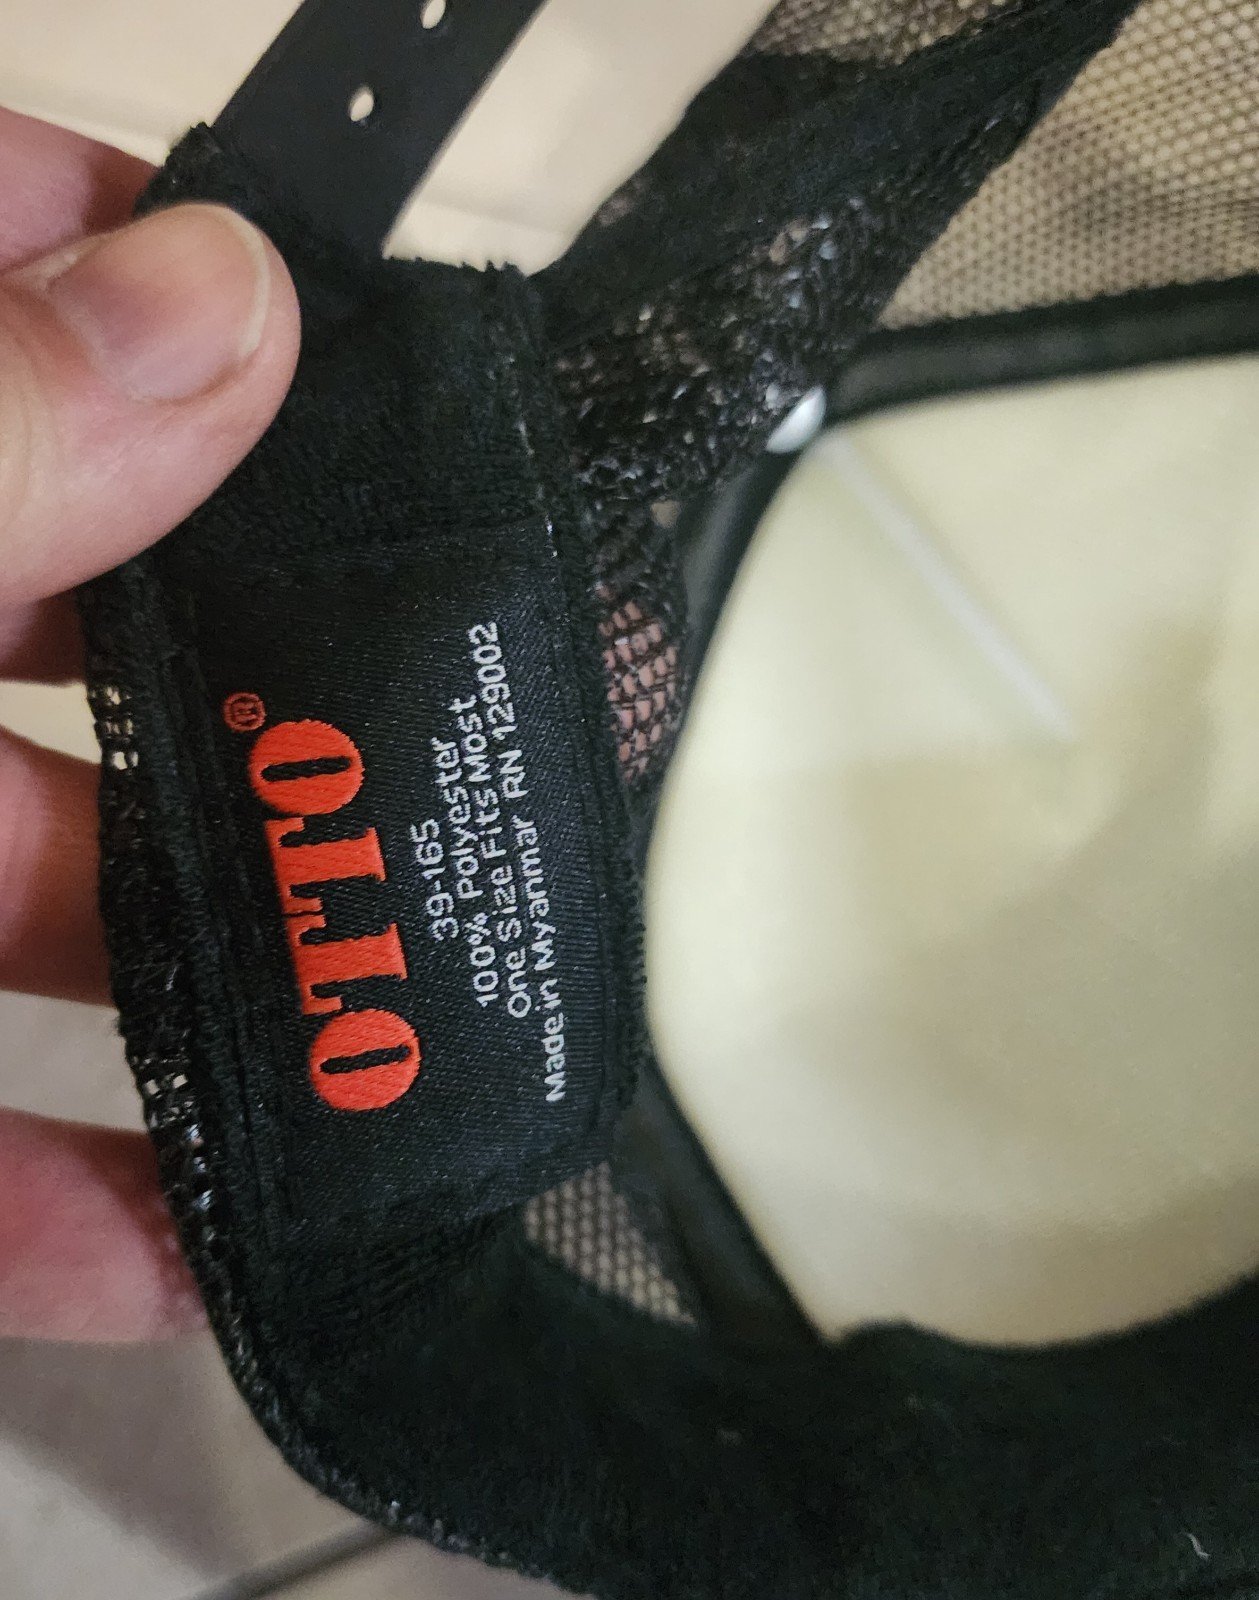 OTTO®
39-165
100% Polyester
One Size Fits Most
Made in Myanmar RN 129002